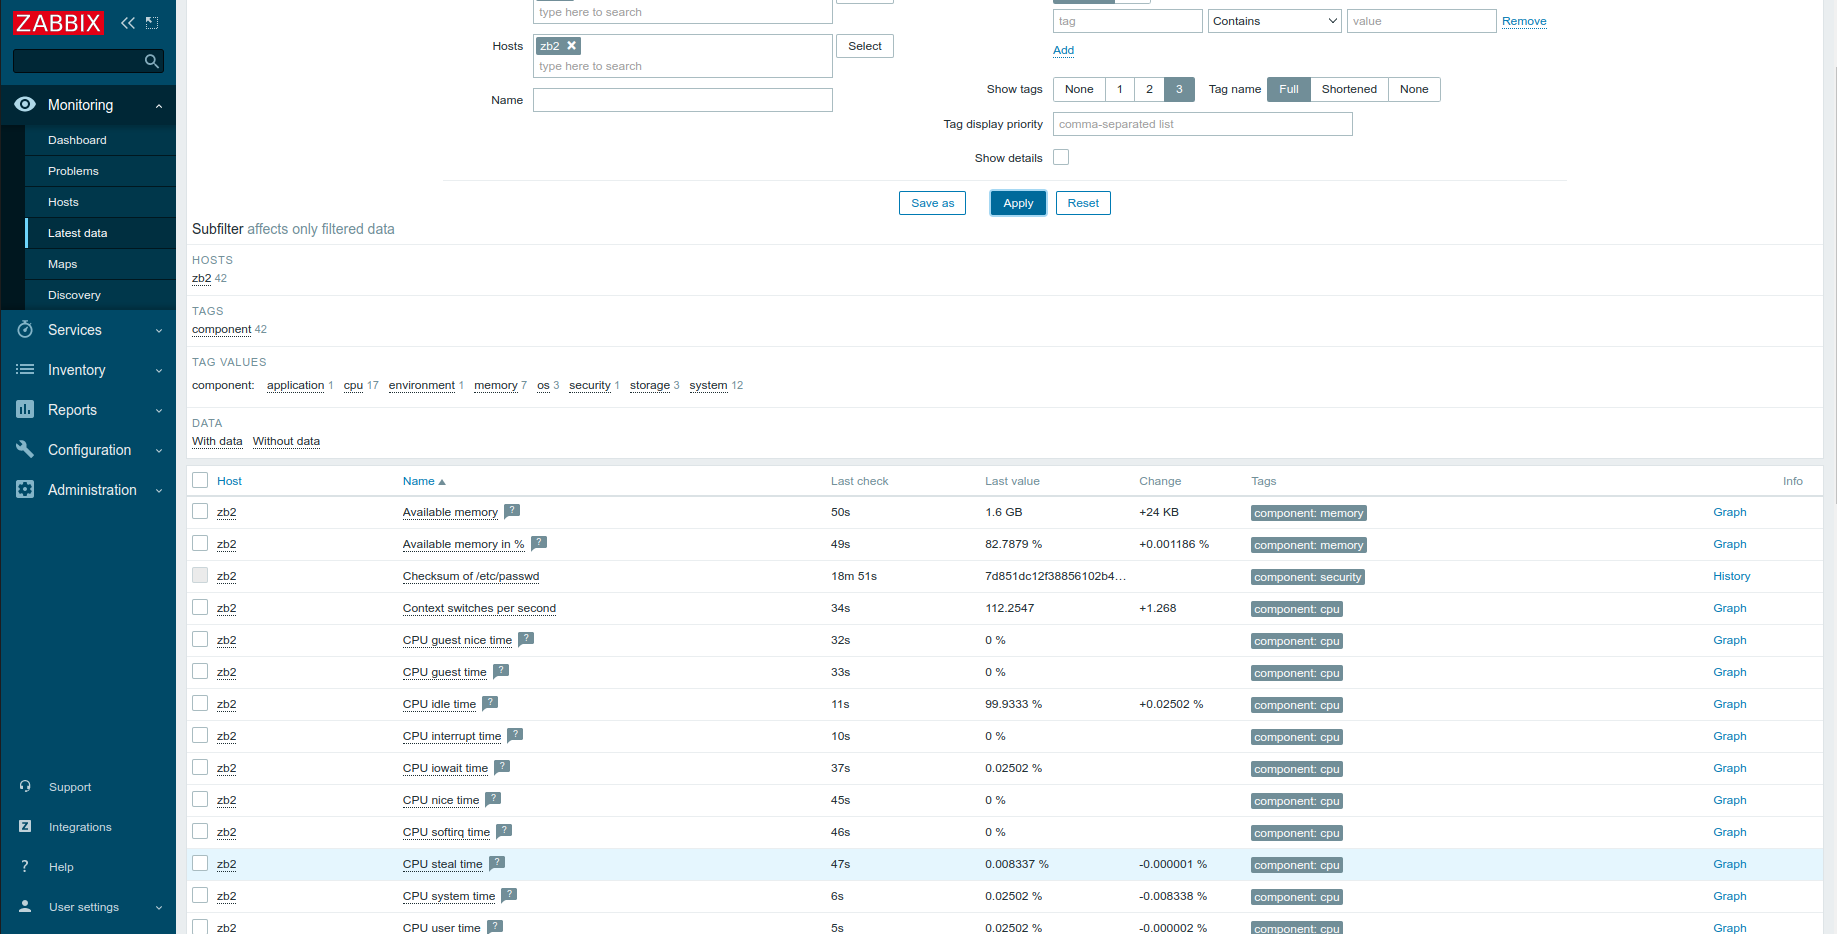 ZABBIX
Monitoring
Dashboard
Problems
Hosts
Latest data
Maps
Discovery
Services
Inventory
Reports
Configuration
Administration
Support
Integrations
? Help
User settings
type here to search
Hosts zb2 Select
type here to search
Name
tag Contains value Remove
Add
Show tags None 1 2 3 Tag name Full Shortened None
Tag display priority comma-separated list
Show details
Save as Apply Reset
Subfilter affects only filtered data
HOSTS
zb2 42
TAGS
component 42
TAG VALUES
component: application 1 cpu 17 environment 1 memory 7 os 3 security 1 storage 3 system 12
DATA
With data Without data
Host Name Last check Last value Change Tags Info
zb2 Available memory ? 50s 1.6 GB +24 KB component: memory Graph
zb2 Available memory in % ? 49s 82.7879 % +0.001186 % component: memory Graph
zb2 Checksum of /etc/passwd 18m 51s 7d851dc12f38856102b4... component: security History
zb2 Context switches per second 34s 112.2547 +1.268 component: cpu Graph
zb2 CPU guest nice time ? 32s 0 % component: cpu Graph
zb2 CPU guest time ? 33s 0 % component: cpu Graph
zb2 CPU idle time ? 11s 99.9333 % +0.02502 % component: cpu Graph
zb2 CPU interrupt time ? 10s 0 % component: cpu Graph
zb2 CPU iowait time ? 37s 0.02502 % component: cpu Graph
zb2 CPU nice time ? 45s 0 % component: cpu Graph
zb2 CPU softirq time ? 46s 0 % component: cpu Graph
zb2 CPU steal time ? 47s 0.008337 % -0.000001 % component: cpu Graph
zb2 CPU system time ? 6s 0.02502 % -0.008338 % component: cpu Graph
zb2 CPU user time ? 5s 0.02502 % -0.000002 % component: cpu Graph